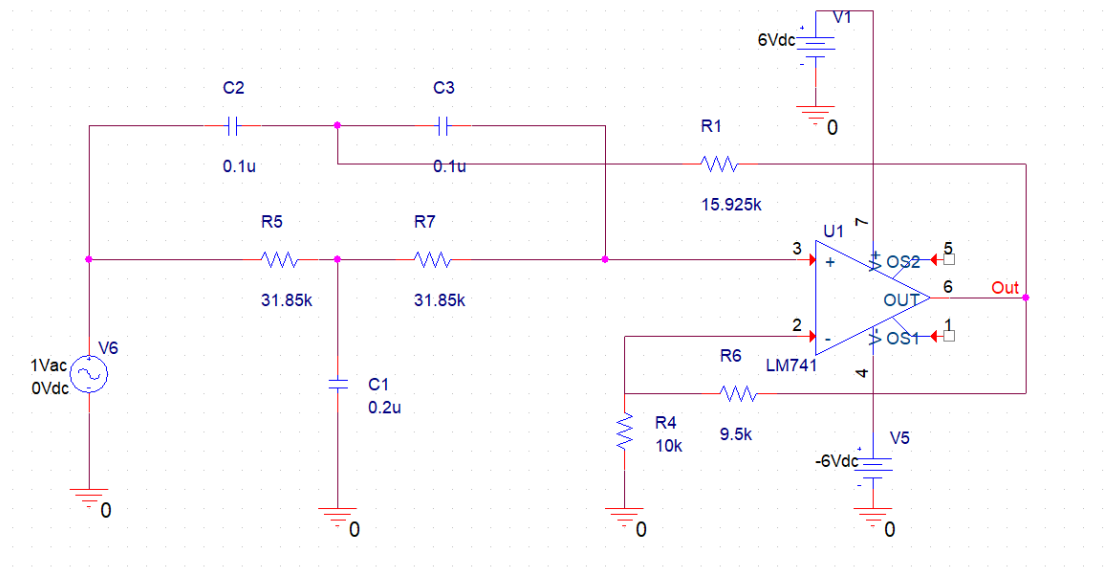 V1
6Vdc
+
-
0
C2
C3
0.1u
0.1u
R1
15.925k
R5
R7
31.85k
31.85k
U1
7
3
+
V+
OS2
5
OUT
6
Out
2
-
V-
OS1
1
LM741
4
V6
1Vac
0Vdc
+
-
C1
0.2u
R6
9.5k
R4
10k
V5
-6Vdc
+
-
0
0
0
0